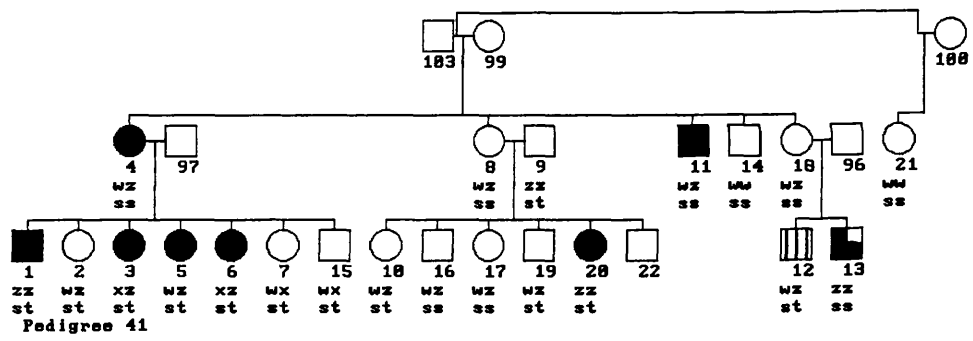 103 99 100
4 97 8 9 11 14 18 96 21
wz wz zz wz ww wz ww
ss ss st ss ss ss ss
1 2 3 5 6 7 15 10 16 17 19 20 22 12 13
zz wz xz wz xz wx wx wz wz wz wz zz wz zz
st st st st st st st st ss ss st st st ss
Pedigree 41